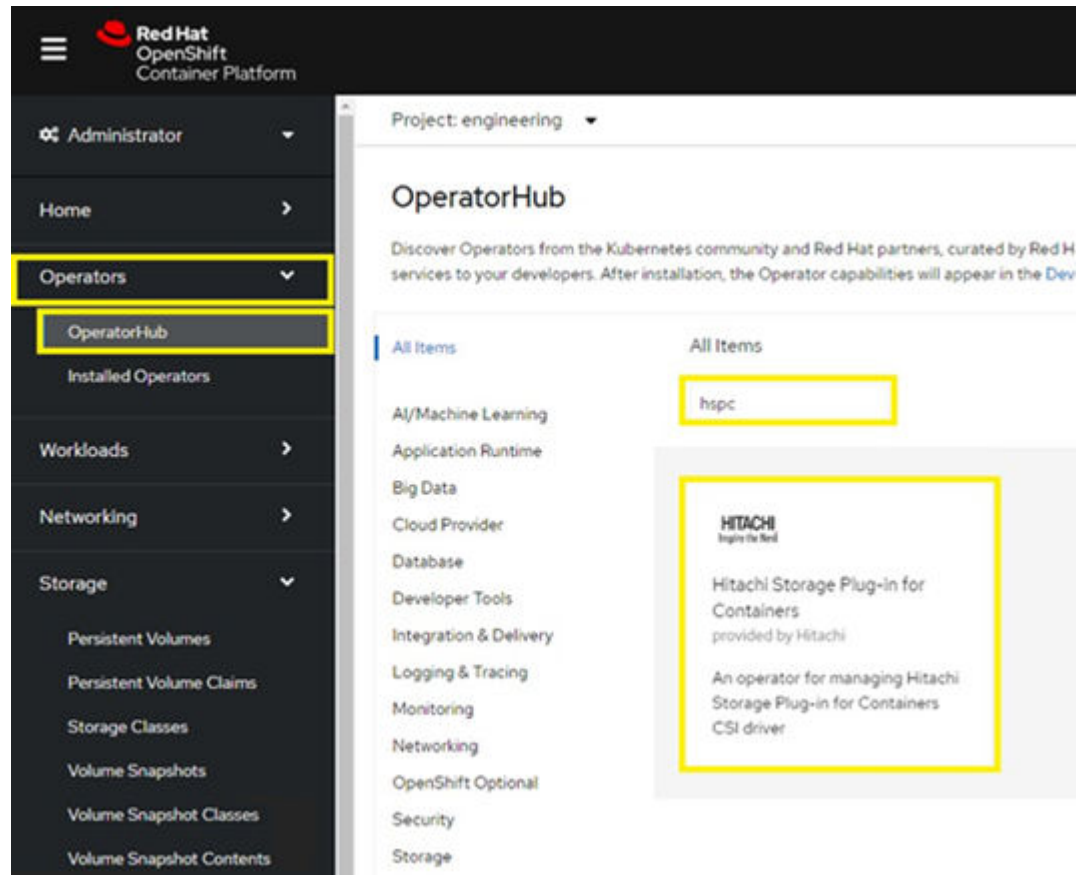 Red Hat
OpenShift
Container Platform
Administrator
Home
Operators
OperatorHub
Installed Operators
Workloads
Networking
Storage
Persistent Volumes
Persistent Volume Claims
Storage Classes
Volume Snapshots
Volume Snapshot Classes
Volume Snapshot Contents
Project: engineering
OperatorHub
Discover Operators from the Kubernetes community and Red Hat partners, curated by Red H
services to your developers. After installation, the Operator capabilities will appear in the Dev
All Items
AI/Machine Learning
Application Runtime
Big Data
Cloud Provider
Database
Developer Tools
Integration & Delivery
Logging & Tracing
Monitoring
Networking
OpenShift Optional
Security
Storage
All Items
hspc
HITACHI
Inspire the Next
Hitachi Storage Plug-in for
Containers
provided by Hitachi
An operator for managing Hitachi
Storage Plug-in for Containers
CSI driver